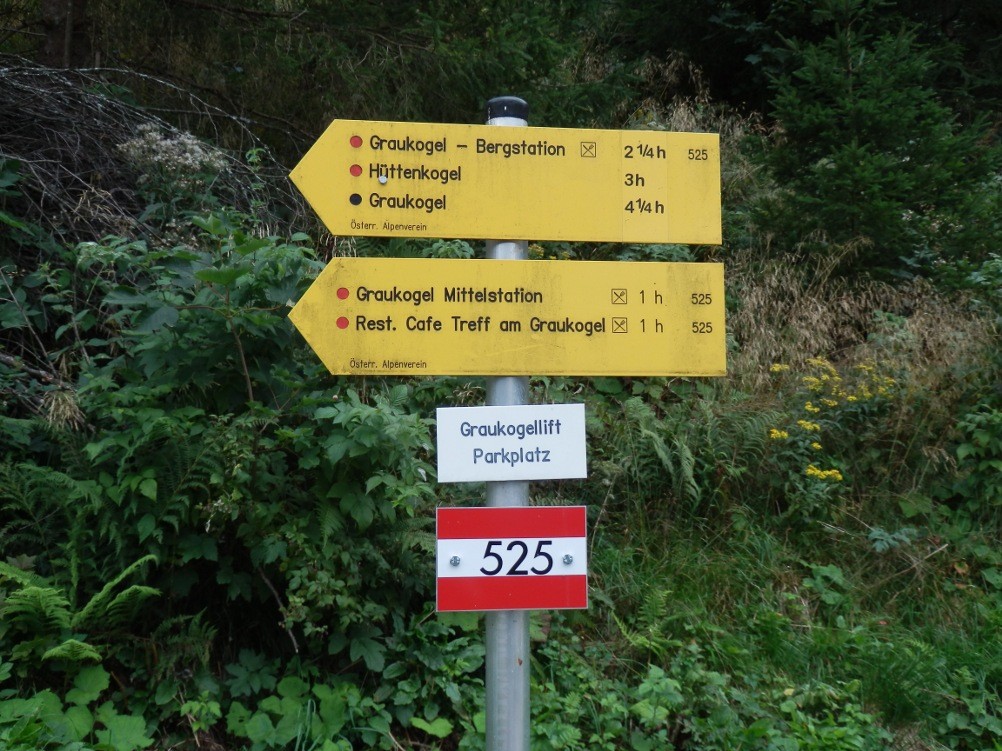 Graukogel – Bergstation 2 1/4 h 525
Hüttenkogel 3h
Graukogel 4 1/4 h
Österr. Alpenverein
Graukogel Mittelstation 1 h 525
Rest. Cafe Treff am Graukogel 1 h 525
Österr. Alpenverein
Graukogellift
Parkplatz
525